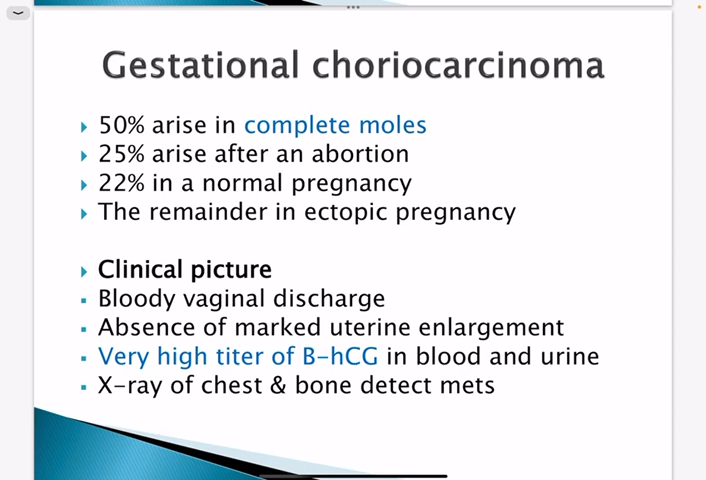 Gestational choriocarcinoma
50% arise in complete moles
25% arise after an abortion
22% in a normal pregnancy
The remainder in ectopic pregnancy
Clinical picture
Bloody vaginal discharge
Absence of marked uterine enlargement
Very high titer of B-hCG in blood and urine
X-ray of chest & bone detect mets